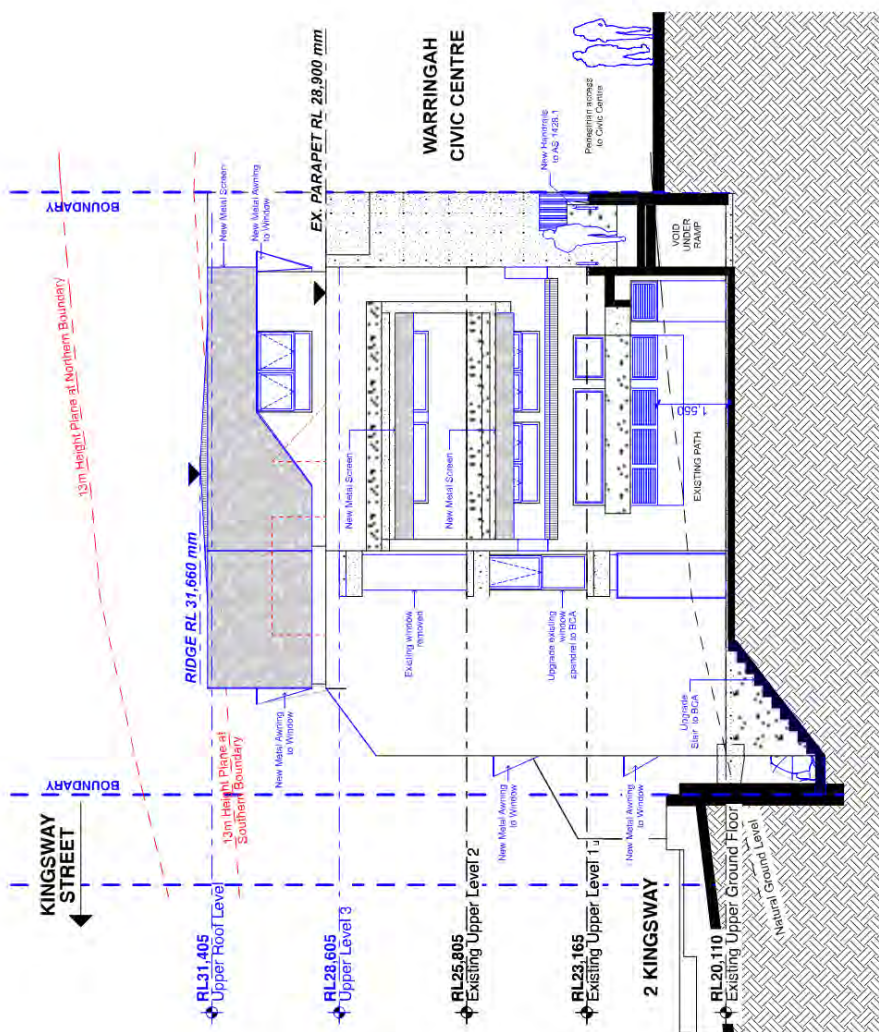 KINGSWAY
STREET
BOUNDARY
BOUNDARY
13m Height Plane at Northern Boundary
13m Height Plane at
Southern Boundary
RIDGE RL 31,660 mm
New Metal Screen
New Metal Awning
to Window
EX. PARAPET RL 28,900 mm
WARRINGAH
CIVIC CENTRE
New Metal Awning
to Window
Existing window
removed
New Metal Screen
New Metal Screen
Upgrade existing
window
spandrel to BCA
New Handrails
to AS 1428.1
Pedestrian access
to Civic Centre
VOID
UNDER
RAMP
1,550
EXISTING PATH
Upgrade
Stair to BCA
New Metal Awning
to Window
New Metal Awning
to Window
2 KINGSWAY
Natural Ground Level
RL31,405
Upper Roof Level
RL28,605
Upper Level 3
RL25,805
Existing Upper Level 2
RL23,165
Existing Upper Level 1
RL20,110
Existing Upper Ground Floor